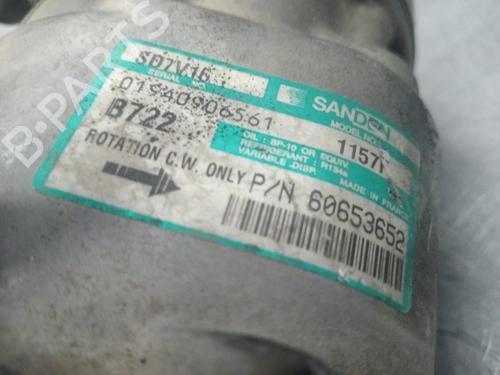 SD7V16
SERIAL NO.
01940906561
B722
ROTATION C.W. ONLY
SANDEN
MODEL NO.
OIL: SP-10 OR EQUIV.
REFRIGERANT: R134a
VARIABLE-DISP.
MADE IN FRANCE
P/N 60653652
B-PARTS